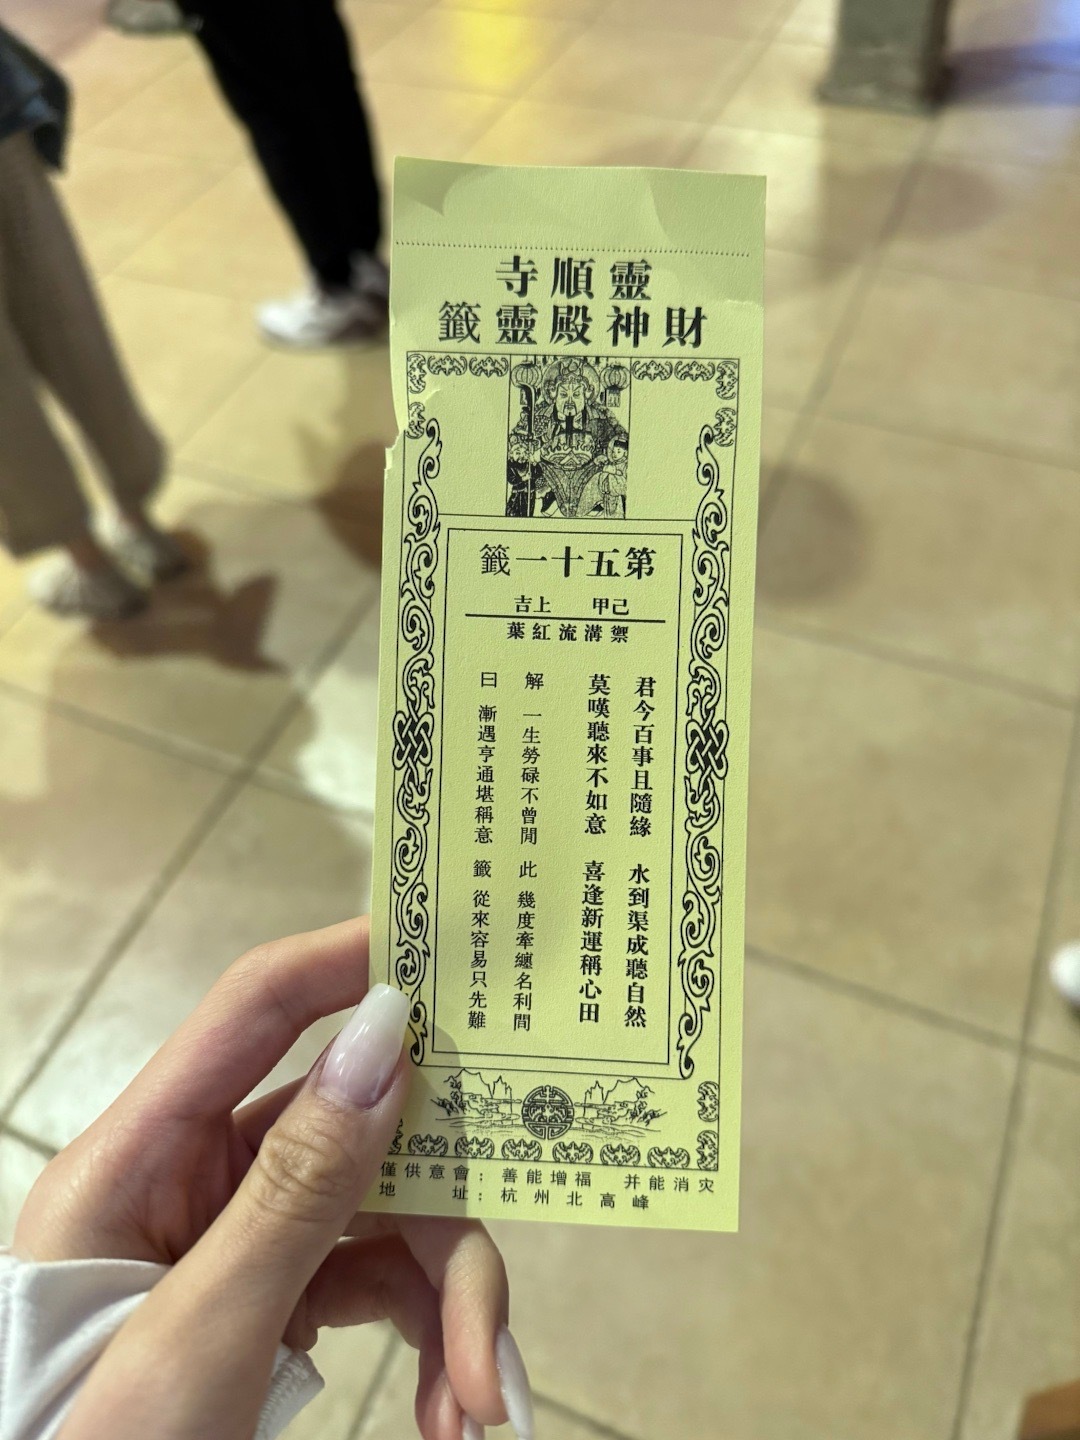 靈順寺
財神殿靈籤
第五十一籤
己甲 上吉
禦溝流紅葉
君今百事且隨緣 水到渠成聽自然
莫嘆聽來不如意 喜逢新運稱心田
解 一生勞碌不曾閒 此 幾度牽纏名利間
曰 漸遇亨通堪稱意 籤 從來容易只先難
僅供意會；善能增福 并能消灾
地址：杭州北高峰